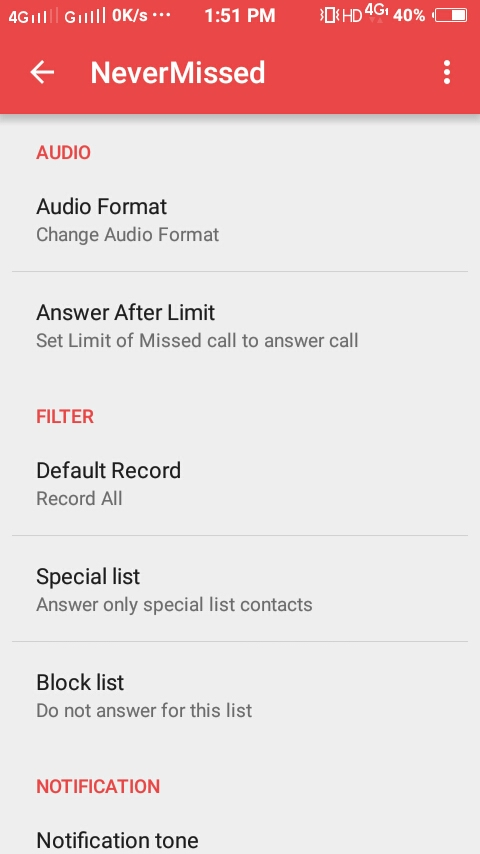 4G G 0K/s ... 1:51 PM HD 4G 40%
NeverMissed
AUDIO
Audio Format
Change Audio Format
Answer After Limit
Set Limit of Missed call to answer call
FILTER
Default Record
Record All
Special list
Answer only special list contacts
Block list
Do not answer for this list
NOTIFICATION
Notification tone